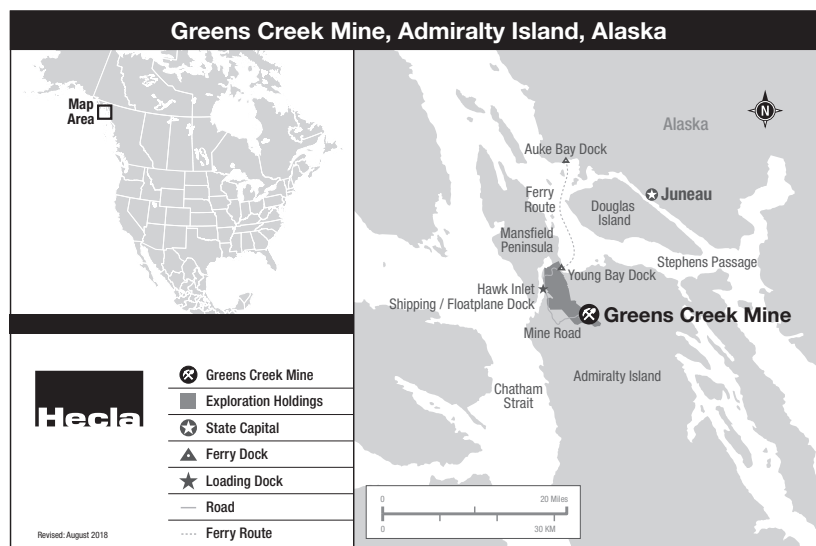 Greens Creek Mine, Admiralty Island, Alaska
Map
Area
N
Alaska
Auke Bay Dock
Ferry
Route
Juneau
Douglas
Island
Mansfield
Peninsula
Stephens Passage
Young Bay Dock
Hawk Inlet
Shipping / Floatplane Dock
Greens Creek Mine
Mine Road
Admiralty Island
Chatham
Strait
Hecla
Greens Creek Mine
Exploration Holdings
State Capital
Ferry Dock
Loading Dock
Road
Ferry Route
Revised: August 2018
0 20 Miles
0 30 KM